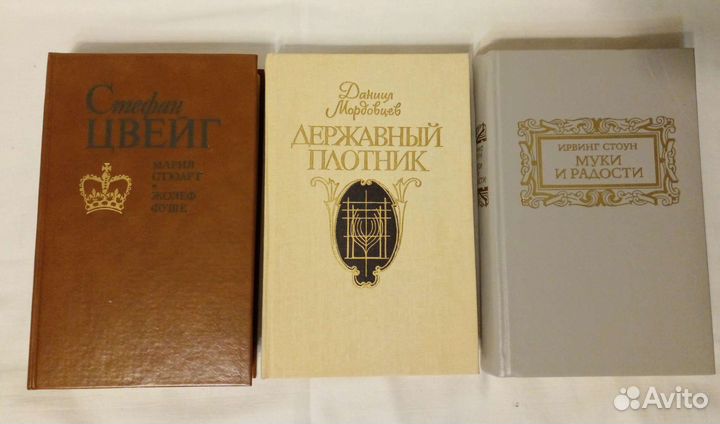 Стефан
ЦВЕЙГ
МАРИЯ
СТЮАРТ
ЖОЗЕФ
ФУШЕ
Даниил
Мордовцев
ДЕРЖАВНЫЙ
ПЛОТНИК
ИРВИНГ СТОУН
МУКИ
И РАДОСТИ
Avito